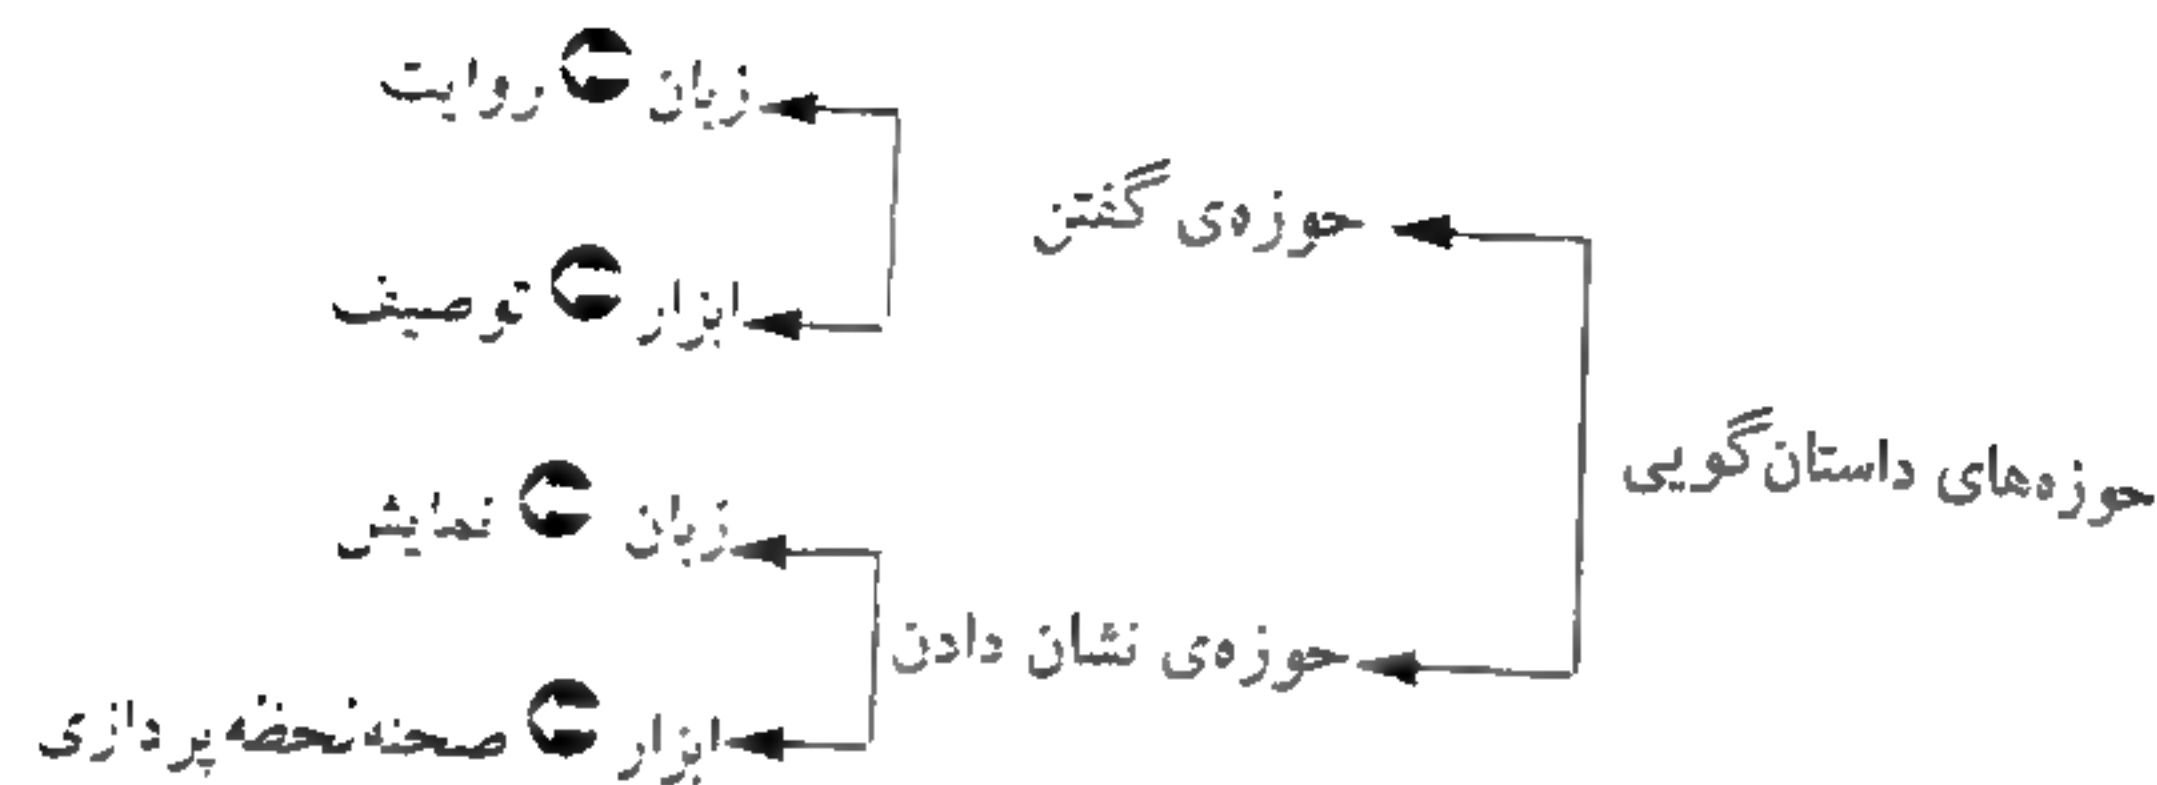 حوزه‌های داستان‌گویی
حوزه‌ی گفتن
زبان روایت
ابزار توصیف
حوزه‌ی نشان دادن
زبان نمایش
ابزار صحنه‌لحظه‌پردازی